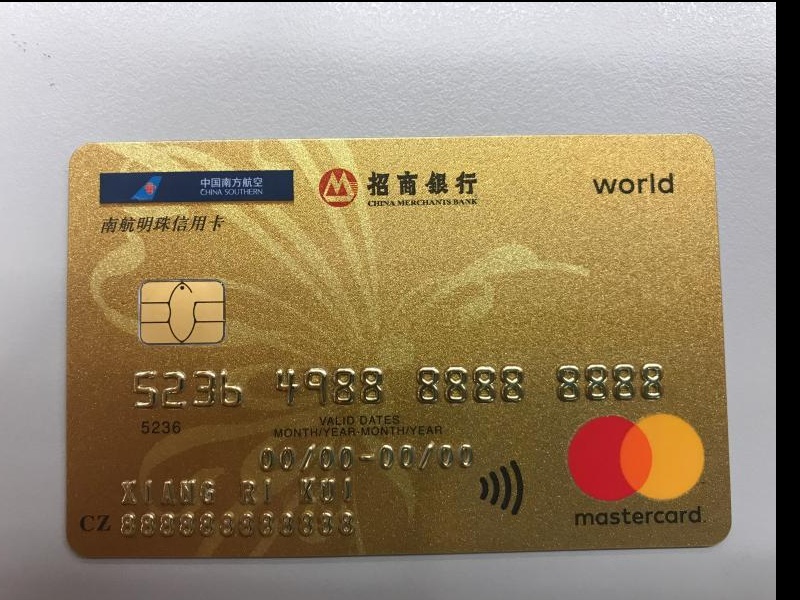 中国南方航空
CHINA SOUTHERN
招商银行
CHINA MERCHANTS BANK
world
南航明珠信用卡
5236 4988 8888 8888
5236
VALID DATES
MONTH/YEAR-MONTH/YEAR
00/00-00/00
XIANG RI KUI
CZ 888888888888
mastercard.